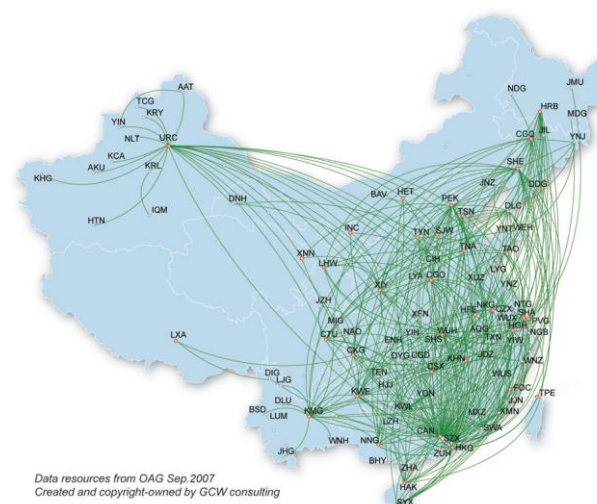 NDG
JMU
AAT
TCG
HRB
KRY
MDG
YIN
JIL
URC
CGQ
YNJ
NLT
KCA
SHE
AKU
KRL
KHG
JNZ
DDG
BAV
HET
DNH
PEK
DLC
IQM
TSN
HTN
YNT
WEH
INC
TYN
SJW
TNA
TAO
XNN
CIH
LHW
LYG
LYA
CGO
XUZ
YNZ
XIY
JZH
NKG
NTG
HFE
CZX
SHA
XFN
WUX
PVG
MIG
HGH
LXA
NAO
YIH
WUH
AQG
NGB
CTU
ENH
SHS
TXN
YIW
CKG
DYG
CGD
KHN
JDZ
WNZ
DIG
TEN
CSX
WUS
LJG
HJJ
FOC
TPE
DLU
KWE
YON
JJN
BSD
KWL
MXZ
XMN
LUM
KMG
LZH
SWA
CAN
SZX
WNH
NNG
HKG
JHG
ZUH
BHY
ZHA
HAK
SYX
Data resources from OAG Sep.2007
Created and copyright-owned by GCW consulting